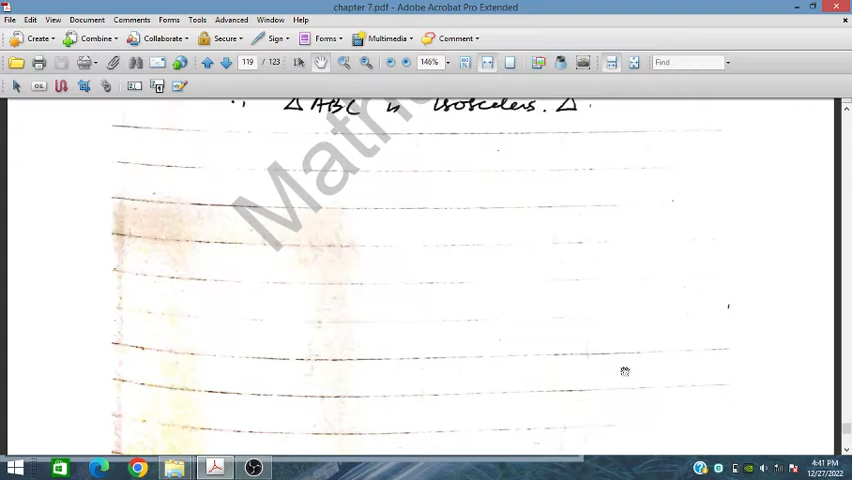 chapter 7.pdf - Adobe Acrobat Pro Extended
File Edit View Document Comments Forms Tools Advanced Window Help
Create Combine Collaborate Secure Sign Forms Multimedia Comment
119 / 123 146% Find
∴ △ ABC is isosceles. △
Math
4:41 PM
12/27/2022